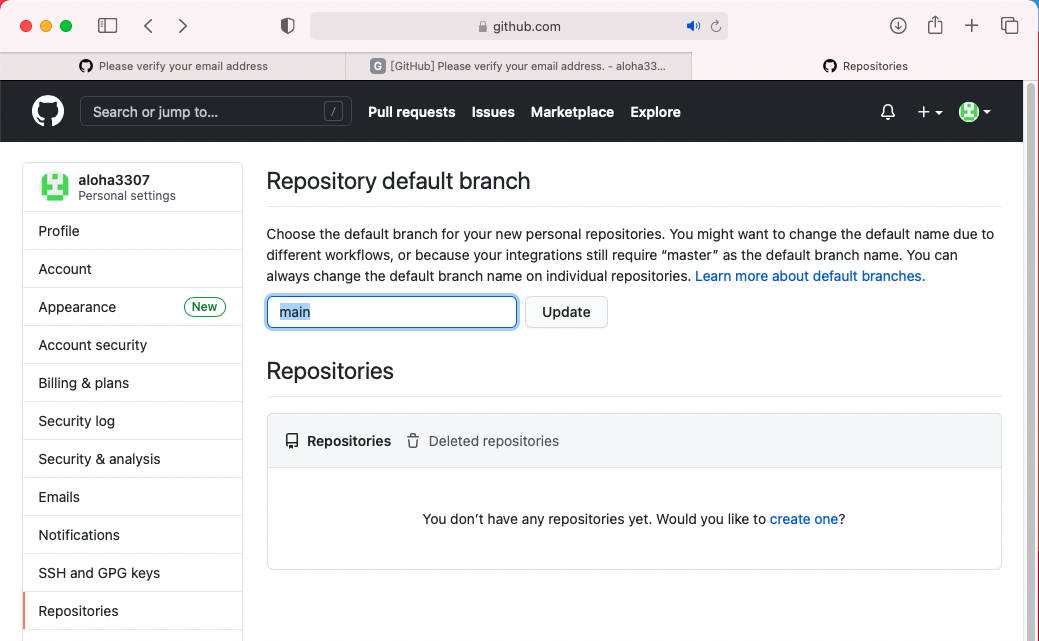 github.com
Please verify your email address
G [GitHub] Please verify your email address. - aloha33...
Repositories
Search or jump to... /
Pull requests Issues Marketplace Explore
aloha3307
Personal settings
Profile
Account
Appearance New
Account security
Billing & plans
Security log
Security & analysis
Emails
Notifications
SSH and GPG keys
Repositories
Repository default branch
Choose the default branch for your new personal repositories. You might want to change the default name due to
different workflows, or because your integrations still require “master” as the default branch name. You can
always change the default branch name on individual repositories. Learn more about default branches.
main Update
Repositories
Repositories Deleted repositories
You don’t have any repositories yet. Would you like to create one?